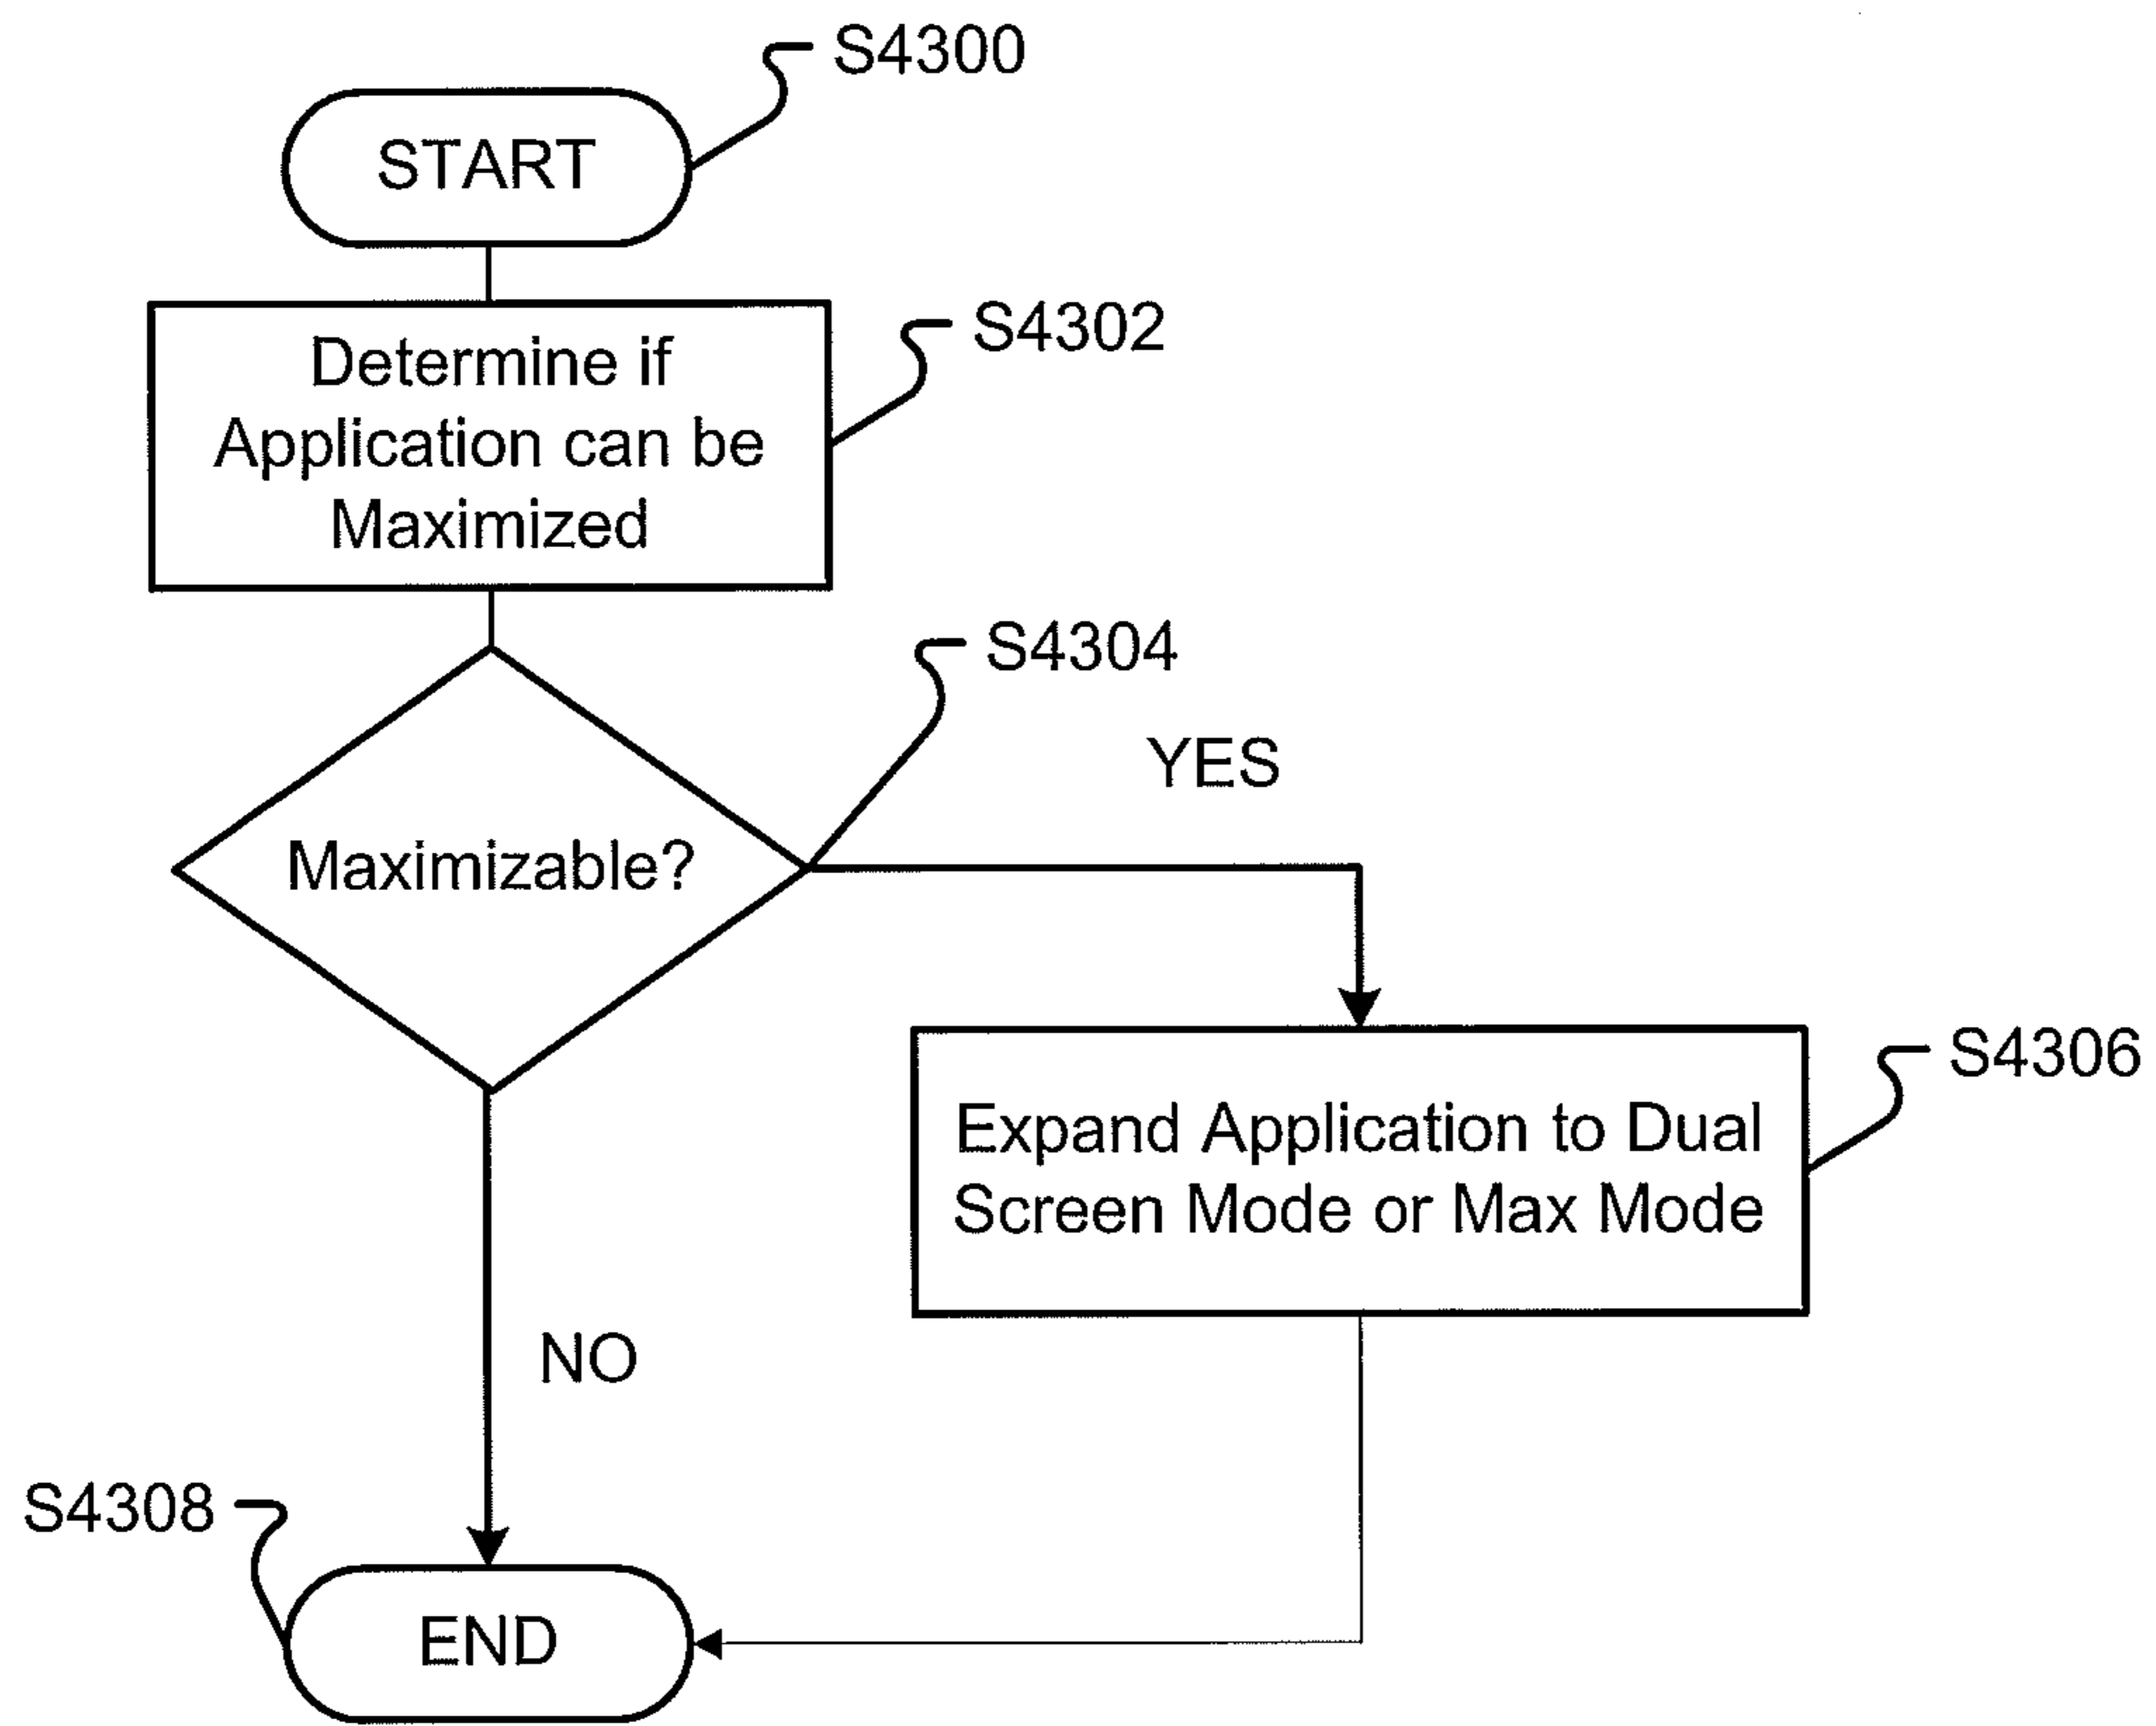 S4300
START
S4302
Determine if
Application can be
Maximized
S4304
YES
Maximizable?
S4306
Expand Application to Dual
Screen Mode or Max Mode
NO
S4308
END